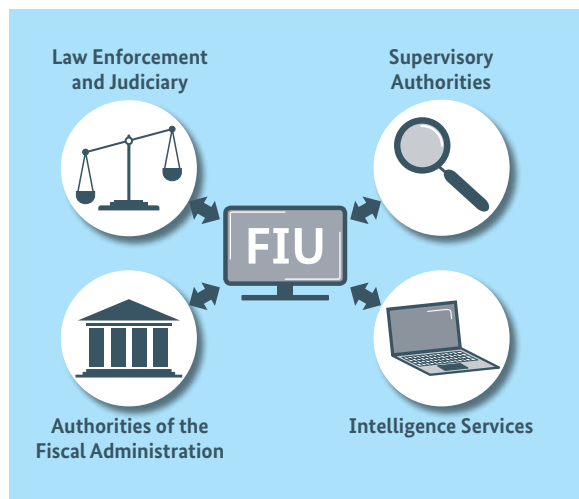 Law Enforcement
and Judiciary
Supervisory
Authorities
FIU
Authorities of the
Fiscal Administration
Intelligence Services